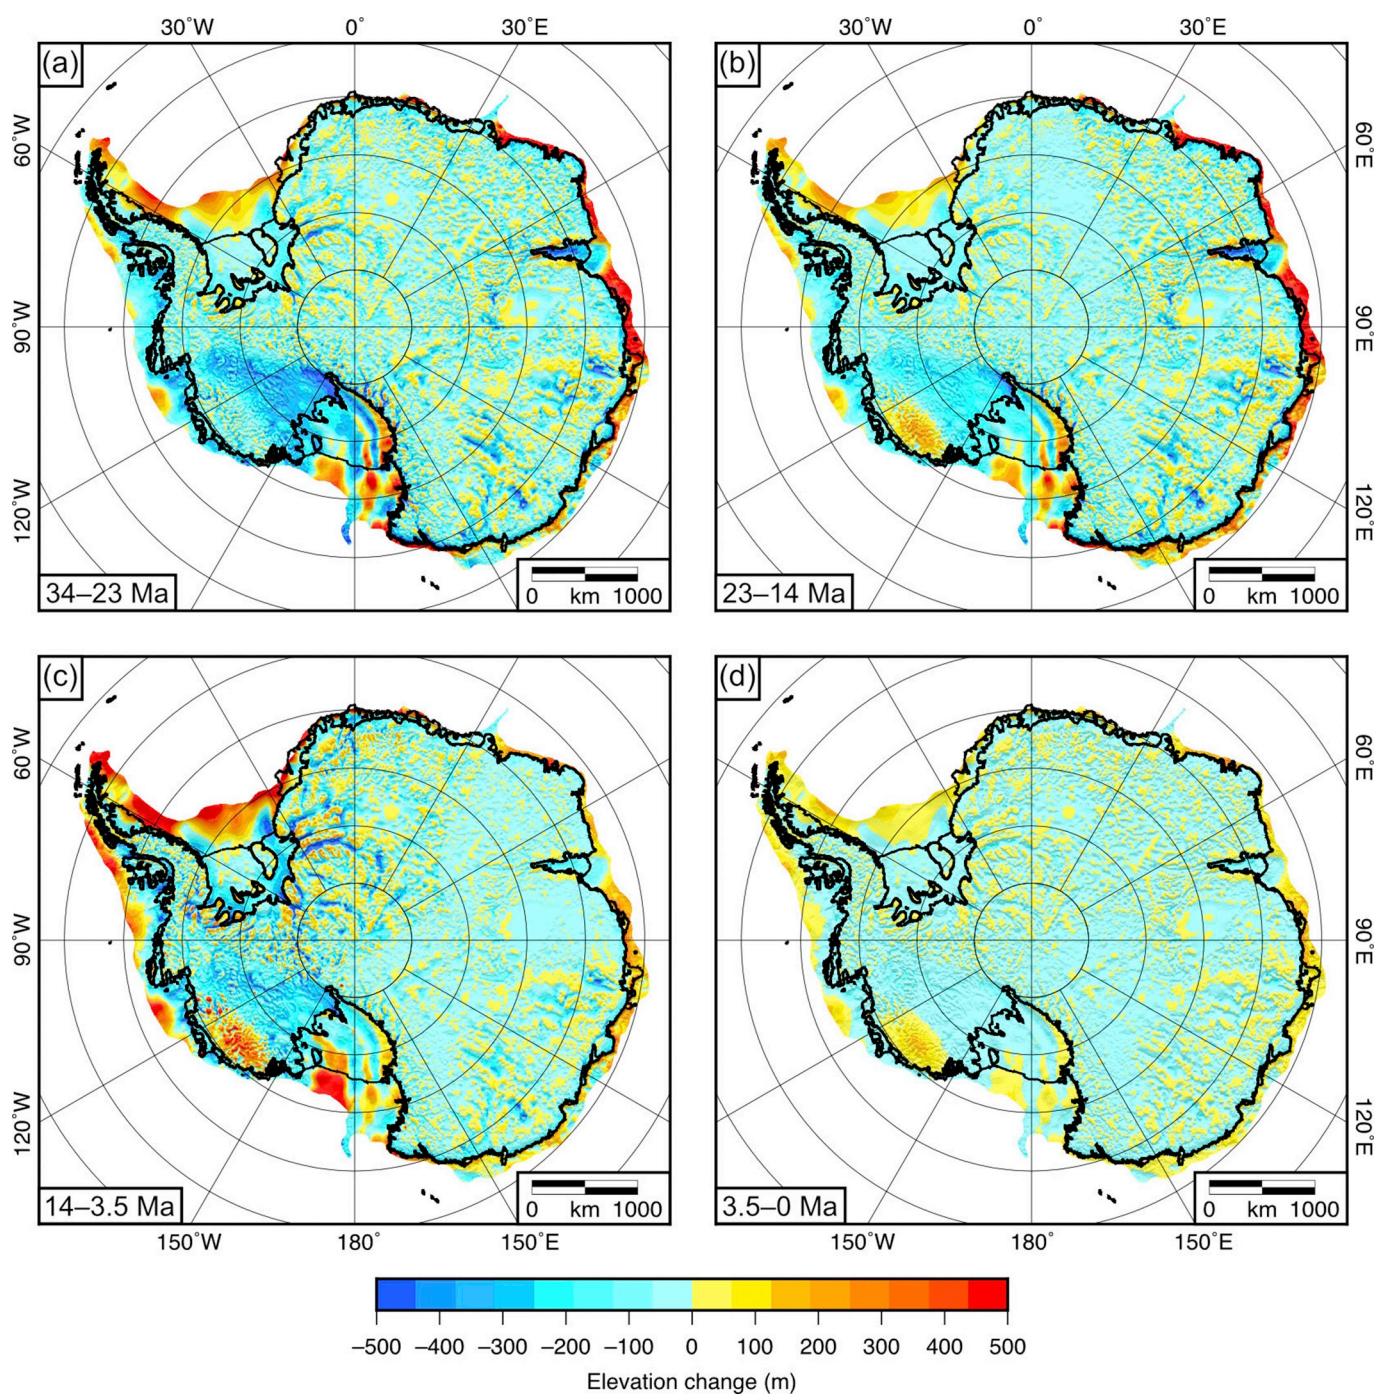 30˚W 0˚ 30˚E 30˚W 0˚ 30˚E
(a) (b)
60˚W 60˚E
90˚W 90˚E
120˚W 120˚E
34–23 Ma 0 km 1000 23–14 Ma 0 km 1000
(c) (d)
60˚W 60˚E
90˚W 90˚E
120˚W 120˚E
14–3.5 Ma 0 km 1000 3.5–0 Ma 0 km 1000
150˚W 180˚ 150˚E 150˚W 180˚ 150˚E
–500 –400 –300 –200 –100 0 100 200 300 400 500
Elevation change (m)